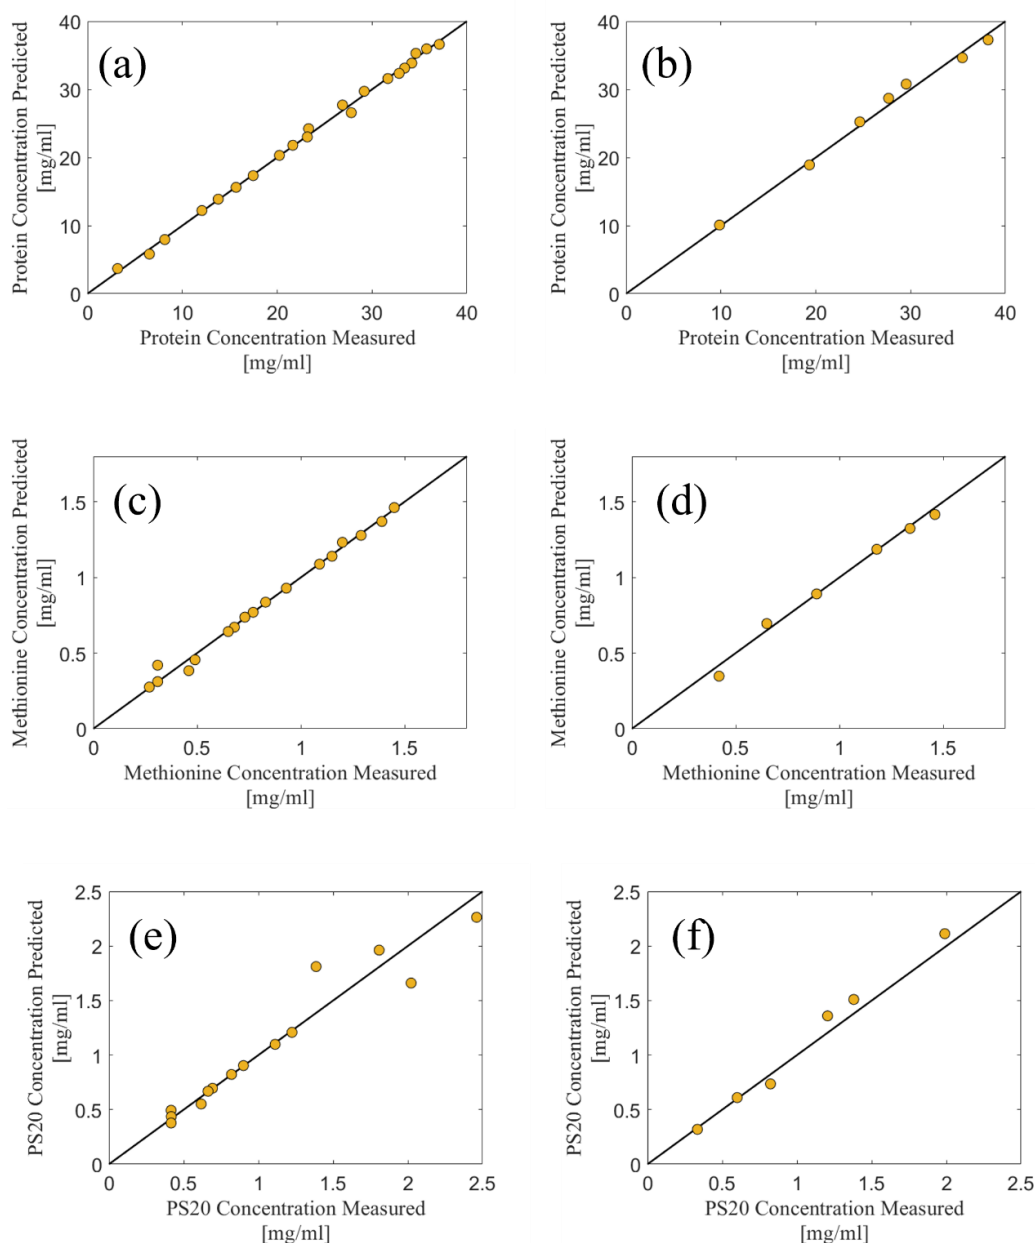 Protein Concentration Predicted
[mg/ml]
(a)
40
30
20
10
0
0 10 20 30 40
Protein Concentration Measured
[mg/ml]
Protein Concentration Predicted
[mg/ml]
(b)
40
30
20
10
0
0 10 20 30 40
Protein Concentration Measured
[mg/ml]
Methionine Concentration Predicted
[mg/ml]
(c)
1.5
1
0.5
0
0 0.5 1 1.5
Methionine Concentration Measured
[mg/ml]
Methionine Concentration Predicted
[mg/ml]
(d)
1.5
1
0.5
0
0 0.5 1 1.5
Methionine Concentration Measured
[mg/ml]
PS20 Concentration Predicted
[mg/ml]
(e)
2.5
2
1.5
1
0.5
0
0 0.5 1 1.5 2 2.5
PS20 Concentration Measured
[mg/ml]
PS20 Concentration Predicted
[mg/ml]
(f)
2.5
2
1.5
1
0.5
0
0 0.5 1 1.5 2 2.5
PS20 Concentration Measured
[mg/ml]